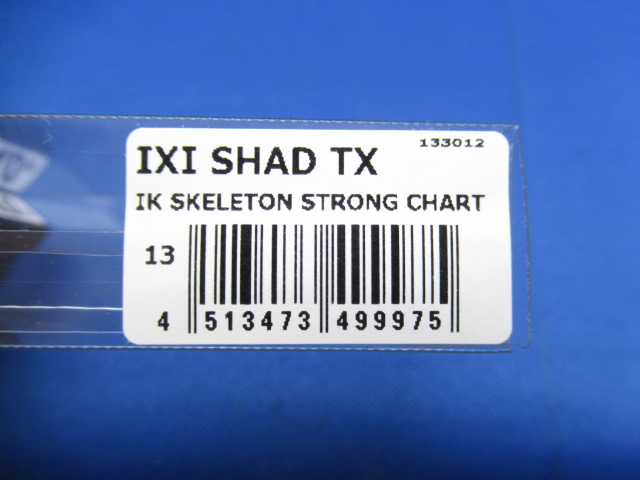 133012
IXI SHAD TX
IK SKELETON STRONG CHART
13
4 513473 499975